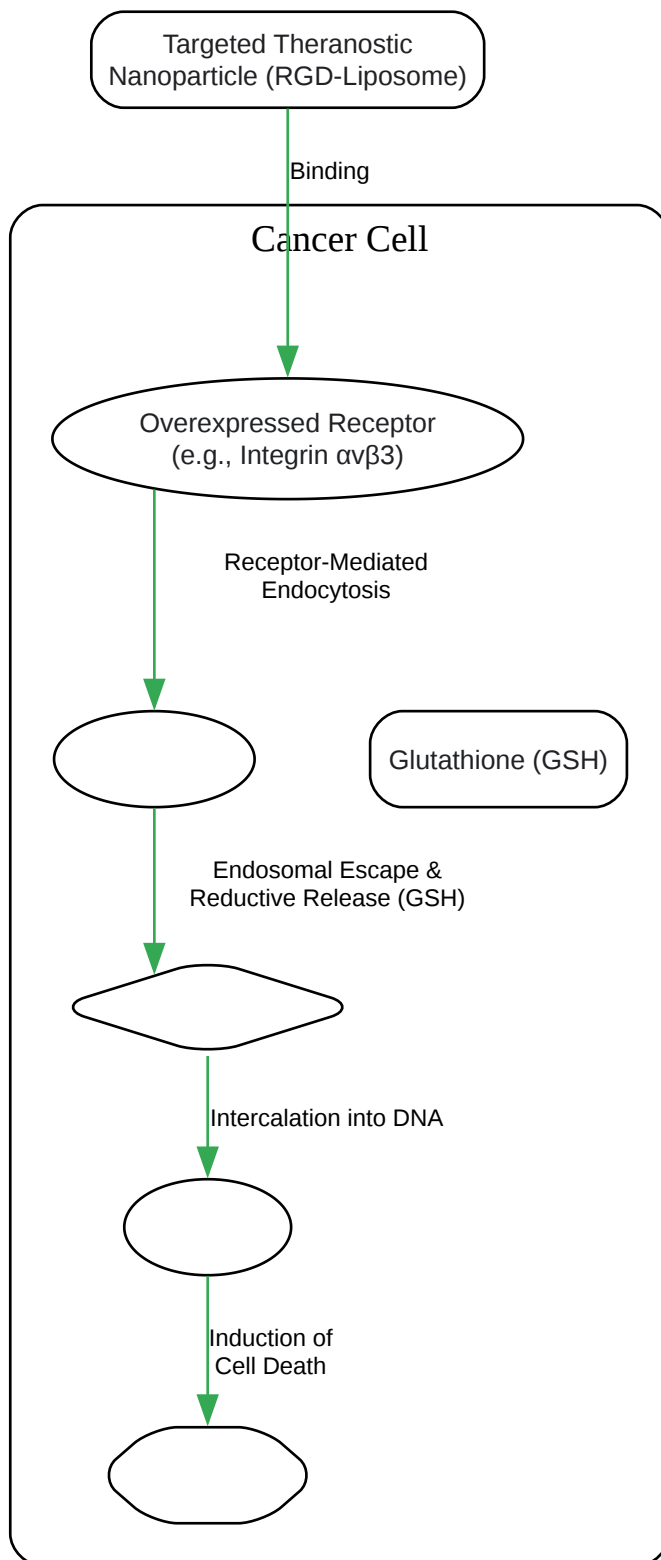 Targeted Theranostic
Nanoparticle (RGD-Liposome)
Binding
Cancer Cell
Overexpressed Receptor
(e.g., Integrin αvβ3)
Receptor-Mediated
Endocytosis
Glutathione (GSH)
Endosomal Escape &
Reductive Release (GSH)
Intercalation into DNA
Induction of
Cell Death